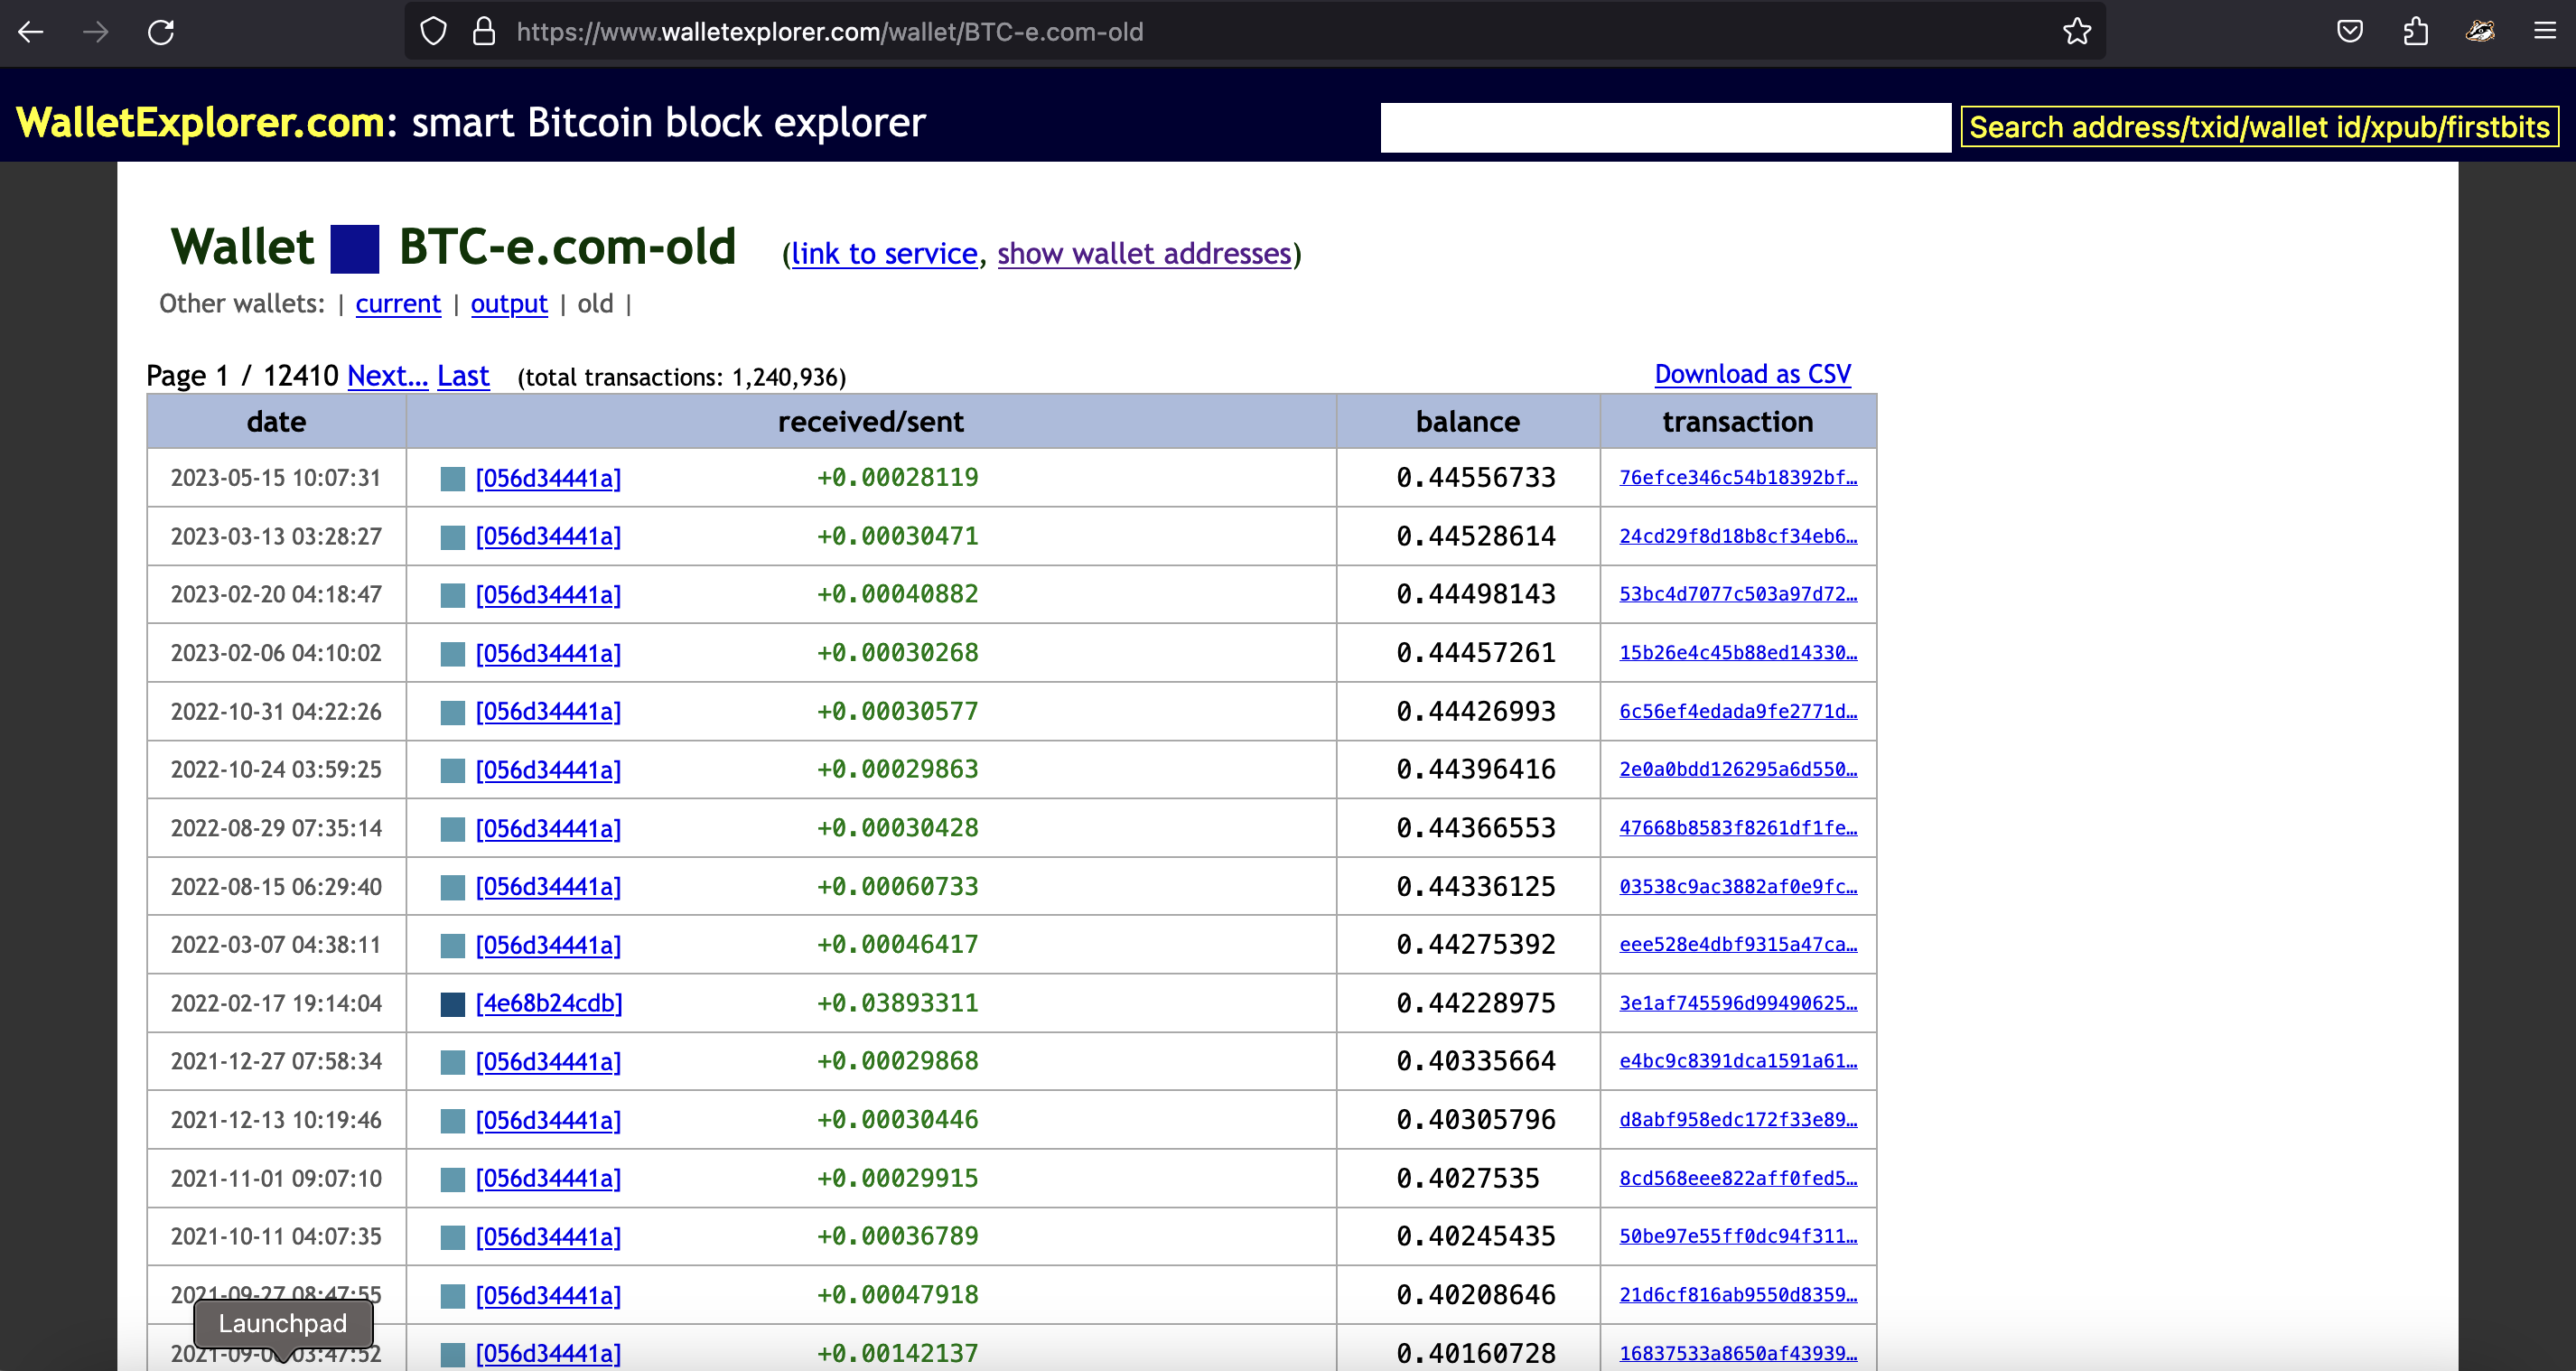 https://www.walletexplorer.com/wallet/BTC-e.com-old
WalletExplorer.com: smart Bitcoin block explorer
Search address/txid/wallet id/xpub/firstbits
Wallet BTC-e.com-old (link to service, show wallet addresses)
Other wallets: | current | output | old |
Page 1 / 12410 Next... Last (total transactions: 1,240,936) Download as CSV
date received/sent balance transaction
2023-05-15 10:07:31 [056d34441a] +0.00028119 0.44556733 76efce346c54b18392bf…
2023-03-13 03:28:27 [056d34441a] +0.00030471 0.44528614 24cd29f8d18b8cf34eb6…
2023-02-20 04:18:47 [056d34441a] +0.00040882 0.44498143 53bc4d7077c503a97d72…
2023-02-06 04:10:02 [056d34441a] +0.00030268 0.44457261 15b26e4c45b88ed14330…
2022-10-31 04:22:26 [056d34441a] +0.00030577 0.44426993 6c56ef4edada9fe2771d…
2022-10-24 03:59:25 [056d34441a] +0.00029863 0.44396416 2e0a0bdd126295a6d550…
2022-08-29 07:35:14 [056d34441a] +0.00030428 0.44366553 47668b8583f8261df1fe…
2022-08-15 06:29:40 [056d34441a] +0.00060733 0.44336125 03538c9ac3882af0e9fc…
2022-03-07 04:38:11 [056d34441a] +0.00046417 0.44275392 eee528e4dbf9315a47ca…
2022-02-17 19:14:04 [4e68b24cdb] +0.03893311 0.44228975 3e1af745596d99490625…
2021-12-27 07:58:34 [056d34441a] +0.00029868 0.40335664 e4bc9c8391dca1591a61…
2021-12-13 10:19:46 [056d34441a] +0.00030446 0.40305796 d8abf958edc172f33e89…
2021-11-01 09:07:10 [056d34441a] +0.00029915 0.4027535 8cd568eee822aff0fed5…
2021-10-11 04:07:35 [056d34441a] +0.00036789 0.40245435 50be97e55ff0dc94f311…
2021-09-27 08:47:55 [056d34441a] +0.00047918 0.40208646 21d6cf816ab9550d8359…
Launchpad
03:47:52 [056d34441a] +0.00142137 0.40160728 16837533a8650af43939…